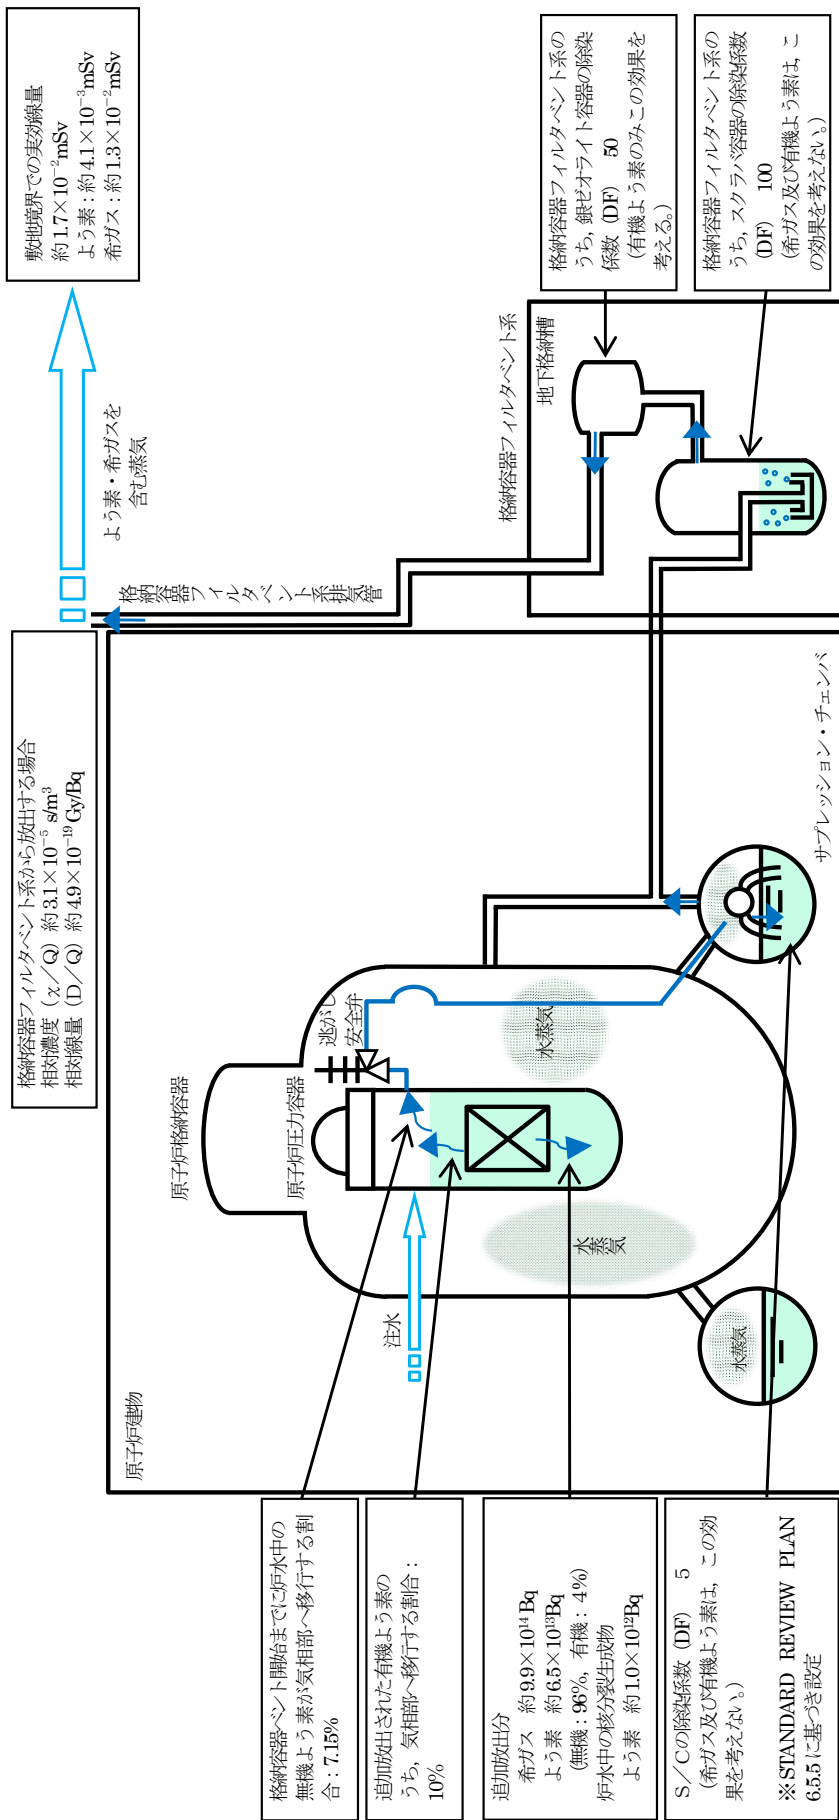 格納容器ベント開始までに炉水中の
無機よう素が気相部へ移行する割
合：7.15%
追加放出された有機よう素の
うち，気相部へ移行する割合：
10%
追加放出分
希ガス 約9.9×10¹⁴Bq
よう素 約6.5×10¹³Bq
(無機：96%，有機：4%)
炉水中の核分裂生成物
よう素 約1.0×10¹²Bq
S／Cの除染係数 (DF) 5
(希ガス及び有機よう素は，この効
果を考えない。)
※STANDARD REVIEW PLAN
6.5.5 に基づき設定
原子炉建物
注水
原子炉格納容器
原子炉圧力容器
逃がし
安全弁
水蒸気
水
蒸
気
水蒸気
サプレッション・チェンバ
格納容器フィルタベント系から放出する場合
相対濃度 (χ／Q) 約3.1×10⁻⁵ s/m³
相対線量 (D／Q) 約4.9×10⁻¹⁹ Gy/Bq
格納容器フィルタベント系排気管
よう素・希ガスを
含む蒸気
敷地境界での実効線量
約1.7×10⁻²mSv
よう素：約4.1×10⁻³mSv
希ガス：約1.3×10⁻²mSv
格納容器フィルタベント系
地下格納槽
格納容器フィルタベント系の
うち，銀ゼオライト容器の除染
係数 (DF) 50
(有機よう素のみこの効果を
考える。)
格納容器フィルタベント系の
うち，スクラバ容器の除染係数
(DF) 100
(希ガス及び有機よう素は，こ
の効果を考えない。)